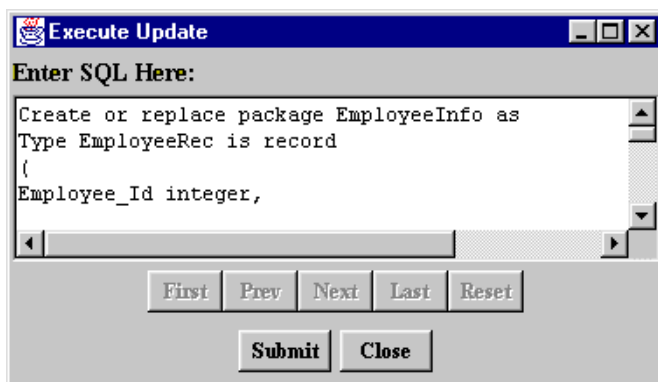 Execute Update
Enter SQL Here:
Create or replace package EmployeeInfo as
Type EmployeeRec is record
(
Employee_Id integer,
First Prev Next Last Reset
Submit Close